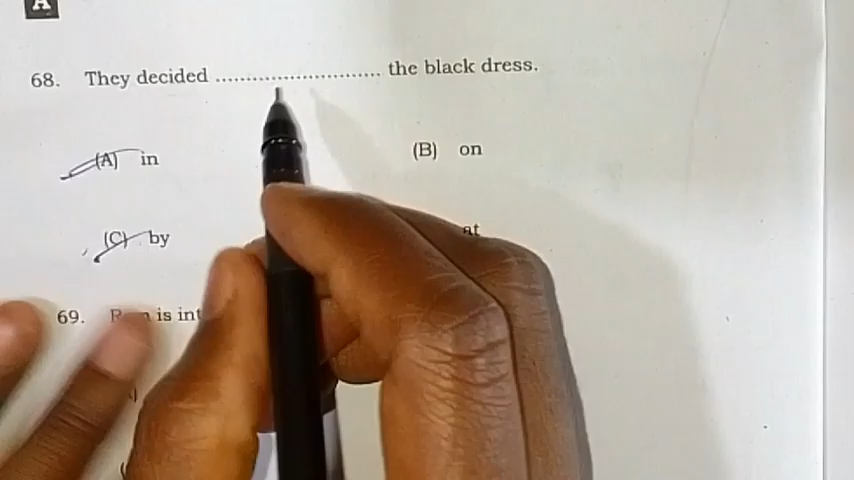 A
68. They decided .............................. the black dress.
(A) in (B) on
(C) by at
69. is int